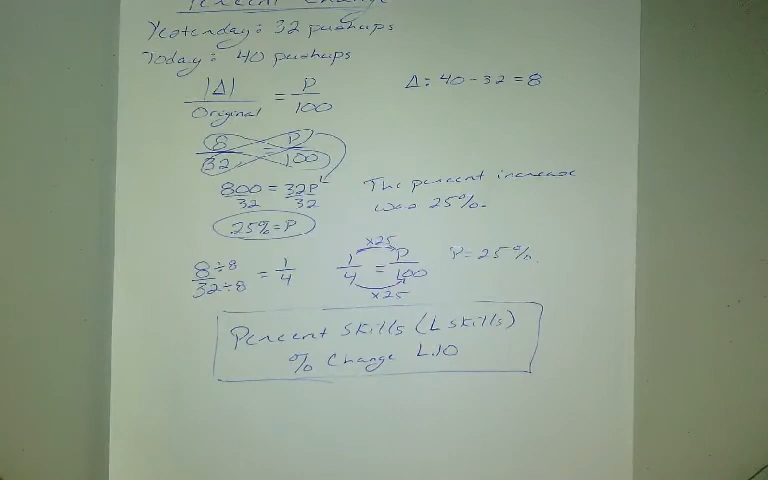 Percent Change
Yesterday: 32 pushups
Today: 40 pushups
|Δ| / Original = P / 100
Δ: 40 - 32 = 8
8 / 32 = P / 100
800 / 32 = 32P / 32
The percent increase
was 25%.
25% = P
8 ÷ 8 / 32 ÷ 8 = 1 / 4
×25
1 / 4 = P / 100
×25
P = 25%.
Percent Skills (L skills)
% Change L.10